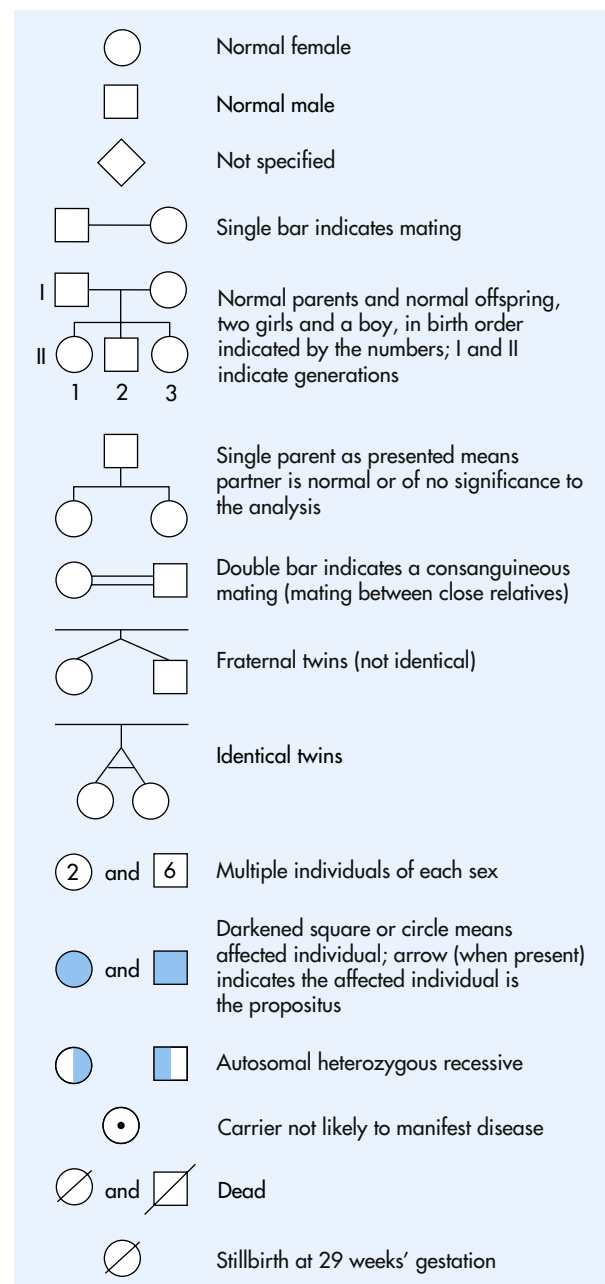 Normal female
Normal male
Not specified
Single bar indicates mating
I
Normal parents and normal offspring,
two girls and a boy, in birth order
indicated by the numbers; I and II
indicate generations
II
1 2 3
Single parent as presented means
partner is normal or of no significance to
the analysis
Double bar indicates a consanguineous
mating (mating between close relatives)
Fraternal twins (not identical)
Identical twins
2 and 6 Multiple individuals of each sex
Darkened square or circle means
affected individual; arrow (when present)
and
indicates the affected individual is
the propositus
Autosomal heterozygous recessive
Carrier not likely to manifest disease
and Dead
Stillbirth at 29 weeks' gestation